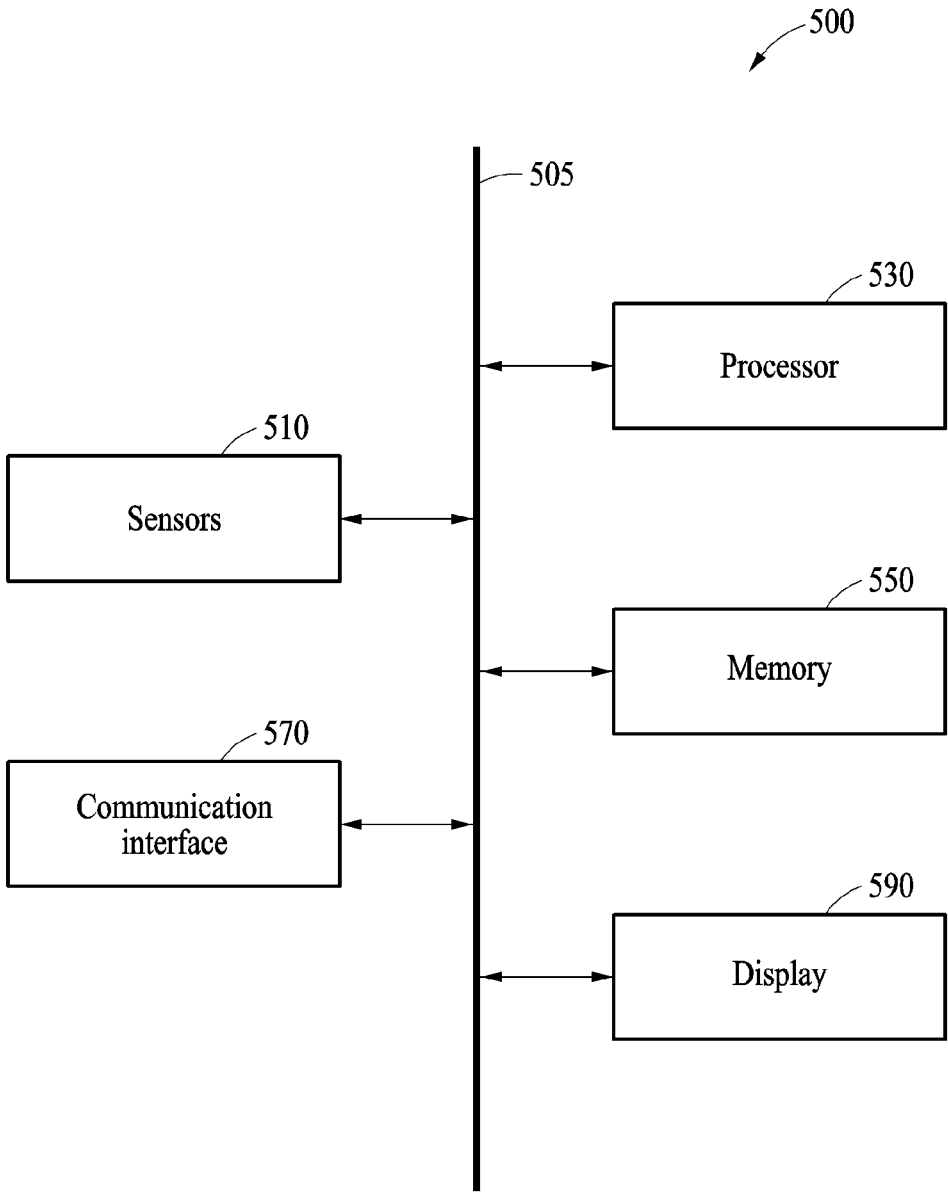 500
505
530
Processor
510
Sensors
550
Memory
570
Communication
interface
590
Display